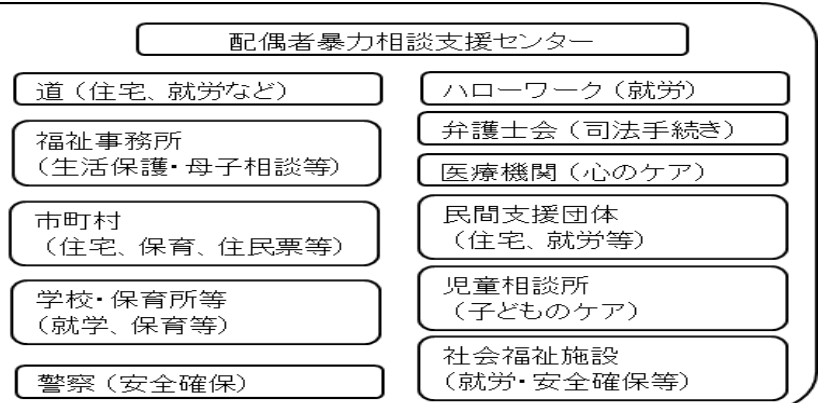 配偶者暴力相談支援センター
道（住宅、就労など）
福祉事務所
（生活保護・母子相談等）
市町村
（住宅、保育、住民票等）
学校・保育所等
（就学、保育等）
警察（安全確保）
ハローワーク（就労）
弁護士会（司法手続き）
医療機関（心のケア）
民間支援団体
（住宅、就労等）
児童相談所
（子どものケア）
社会福祉施設
（就労・安全確保等）